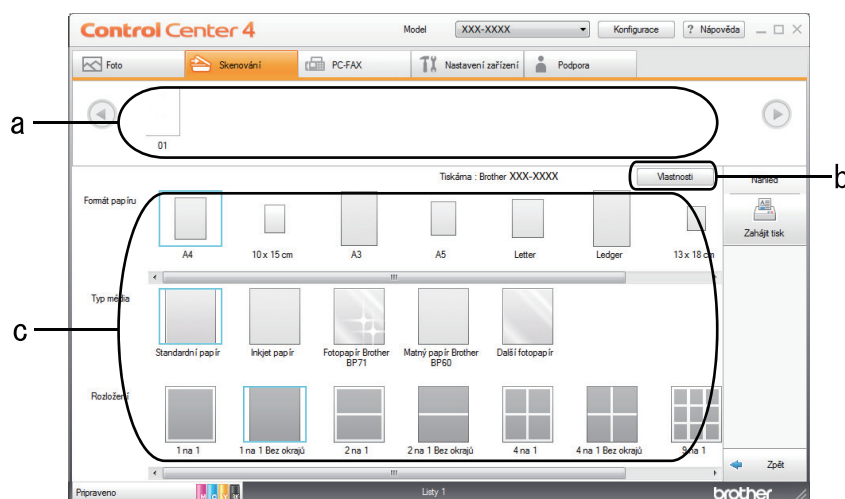 Control Center 4
Model XXX-XXXX Konfigurace ? Nápověda
Foto Skenování PC-FAX Nastavení zařízení Podpora
a
01
Tiskárna : Brother XXX-XXXX Vlastnosti Náhled
b
Formát papíru
Zahájit tisk
A4 10 x 15 cm A3 A5 Letter Ledger 13 x 18 cm
Typ média
c
Standardní papír Inkjet papír Fotopapír Brother BP71 Matný papír Brother BP60 Další fotopapír
Rozložení
1 na 1 1 na 1 Bez okrajů 2 na 1 2 na 1 Bez okrajů 4 na 1 4 na 1 Bez okrajů 9 na 1
Zpět
Připraveno M C Y BK Listy 1 brother